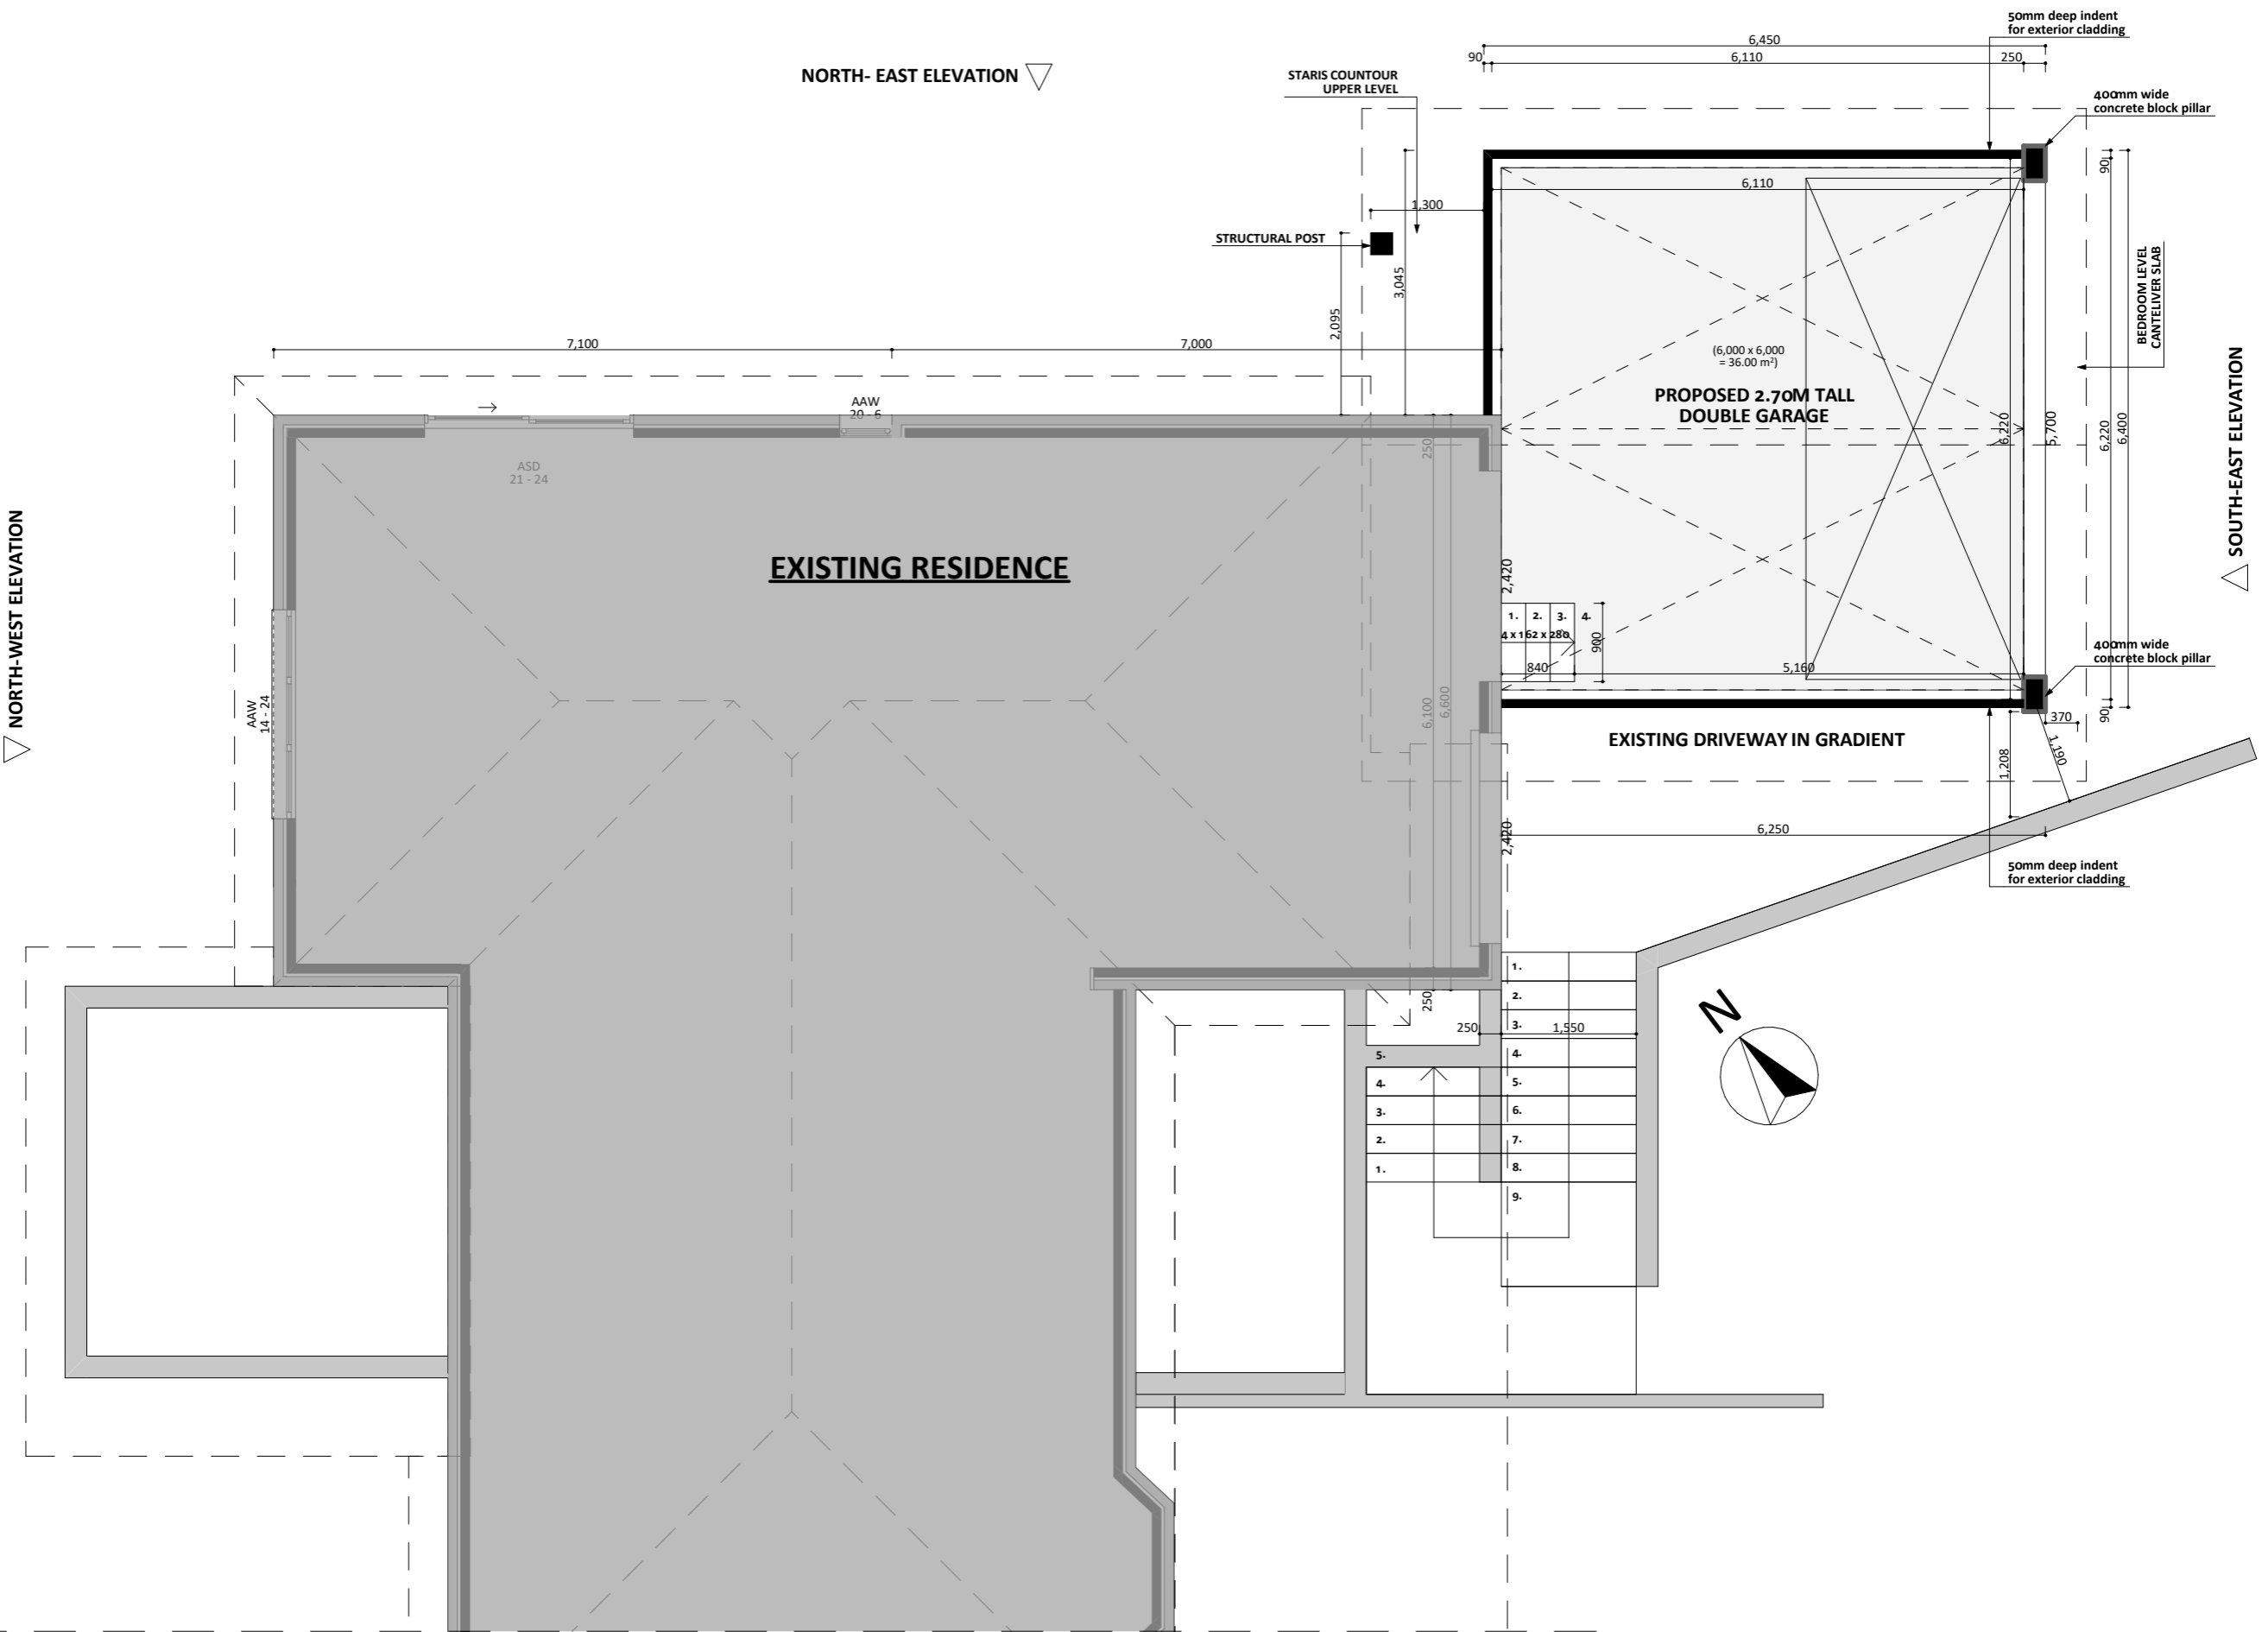 50mm deep indent
for exterior cladding
6,450
90
6,110
250
NORTH- EAST ELEVATION
STARIS COUNTOUR
UPPER LEVEL
400mm wide
concrete block pillar
90
6,110
1,300
STRUCTURAL POST
3,045
2,095
BEDROOM LEVEL
CANTELIVER SLAB
7,100
7,000
(6,000 x 6,000
= 36.00 m²)
PROPOSED 2.70M TALL
DOUBLE GARAGE
6,220
5,700
6,220
6,400
SOUTH-EAST ELEVATION
AAW
20 - 6
ASD
21 - 24
250
NORTH-WEST ELEVATION
EXISTING RESIDENCE
2,420
1. 2. 3. 4.
4 x 162 x 280
900
840
5,160
400mm wide
concrete block pillar
AAW
14 - 24
6,100
6,600
90
370
EXISTING DRIVEWAY IN GRADIENT
1,190
1,208
2,420
6,250
50mm deep indent
for exterior cladding
1.
2.
250
3.
250
1,550
N
5.
4.
4.
5.
3.
6.
2.
7.
1.
8.
9.